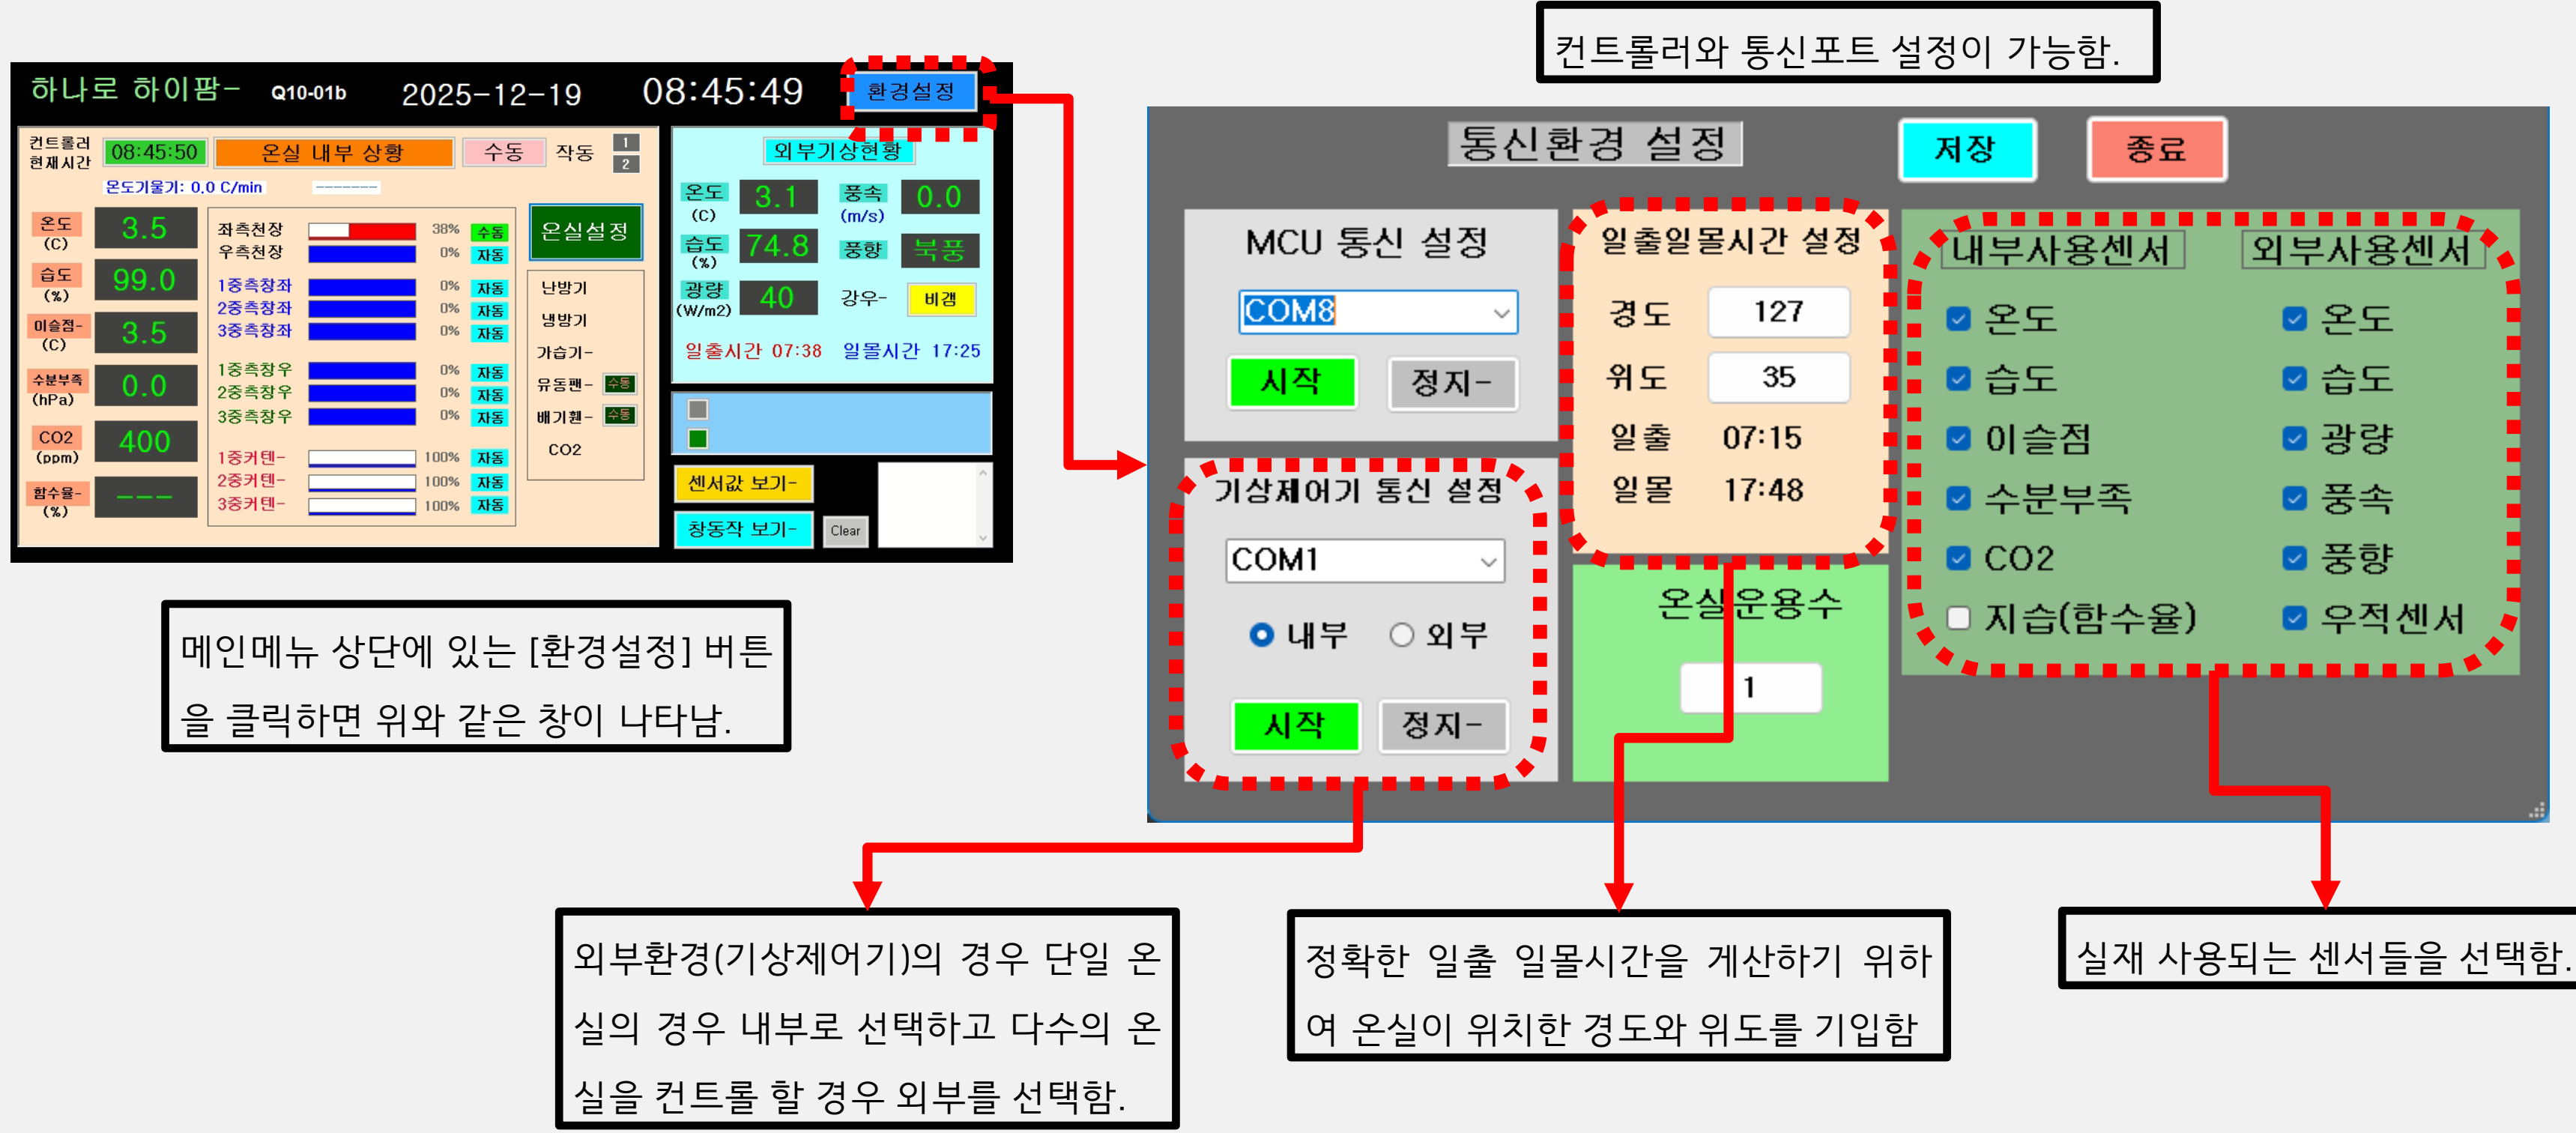 컨트롤러와 통신포트 설정이 가능함.
하나로 하이팜- Q10-01b 2025-12-19 08:45:49 환경설정
컨트롤러
현재시간 08:45:50 온실 내부 상황 수동 작동 1
2
온도기울기: 0.0 C/min -------
온도
(C) 3.5
습도
(%) 99.0
이슬점-
(C) 3.5
수분부족
(hPa) 0.0
CO2
(ppm) 400
함수율-
(%) ---
좌측천장 38% 수동
우측천장 0% 자동
1중측창좌 0% 자동
2중측창좌 0% 자동
3중측창좌 0% 자동
1중측창우 0% 자동
2중측창우 0% 자동
3중측창우 0% 자동
1중커텐- 100% 자동
2중커텐- 100% 자동
3중커텐- 100% 자동
온실설정
난방기
냉방기
가습기-
유동팬- 수동
배기휀- 수동
CO2
외부기상현황
온도
(C) 3.1 풍속
(m/s) 0.0
습도
(%) 74.8 풍향 북풍
광량
(W/m2) 40 강우- 비갬
일출시간 07:38 일몰시간 17:25
센서값 보기-
창동작 보기- Clear
메인메뉴 상단에 있는 [환경설정] 버튼
을 클릭하면 위와 같은 창이 나타남.
통신환경 설정 저장 종료
MCU 통신 설정
COM8
시작 정지-
기상제어기 통신 설정
COM1
내부 외부
시작 정지-
일출일몰시간 설정
경도 127
위도 35
일출 07:15
일몰 17:48
온실운용수
1
내부사용센서 외부사용센서
온도 온도
습도 습도
이슬점 광량
수분부족 풍속
CO2 풍향
지습(함수율) 우적센서
외부환경(기상제어기)의 경우 단일 온
실의 경우 내부로 선택하고 다수의 온
실을 컨트롤 할 경우 외부를 선택함.
정확한 일출 일몰시간을 게산하기 위하
여 온실이 위치한 경도와 위도를 기입함
실재 사용되는 센서들을 선택함.